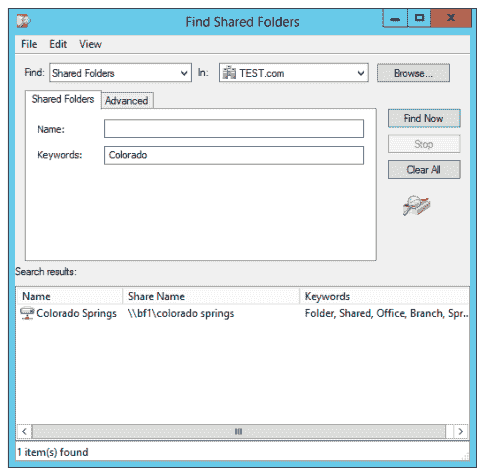 Find Shared Folders
File Edit View
Find: Shared Folders In: TEST.com Browse...
Shared Folders Advanced
Name:
Keywords: Colorado
Find Now
Stop
Clear All
Search results:
Name Share Name Keywords
Colorado Springs \\bf1\colorado springs Folder, Shared, Office, Branch, Spr...
1 item(s) found